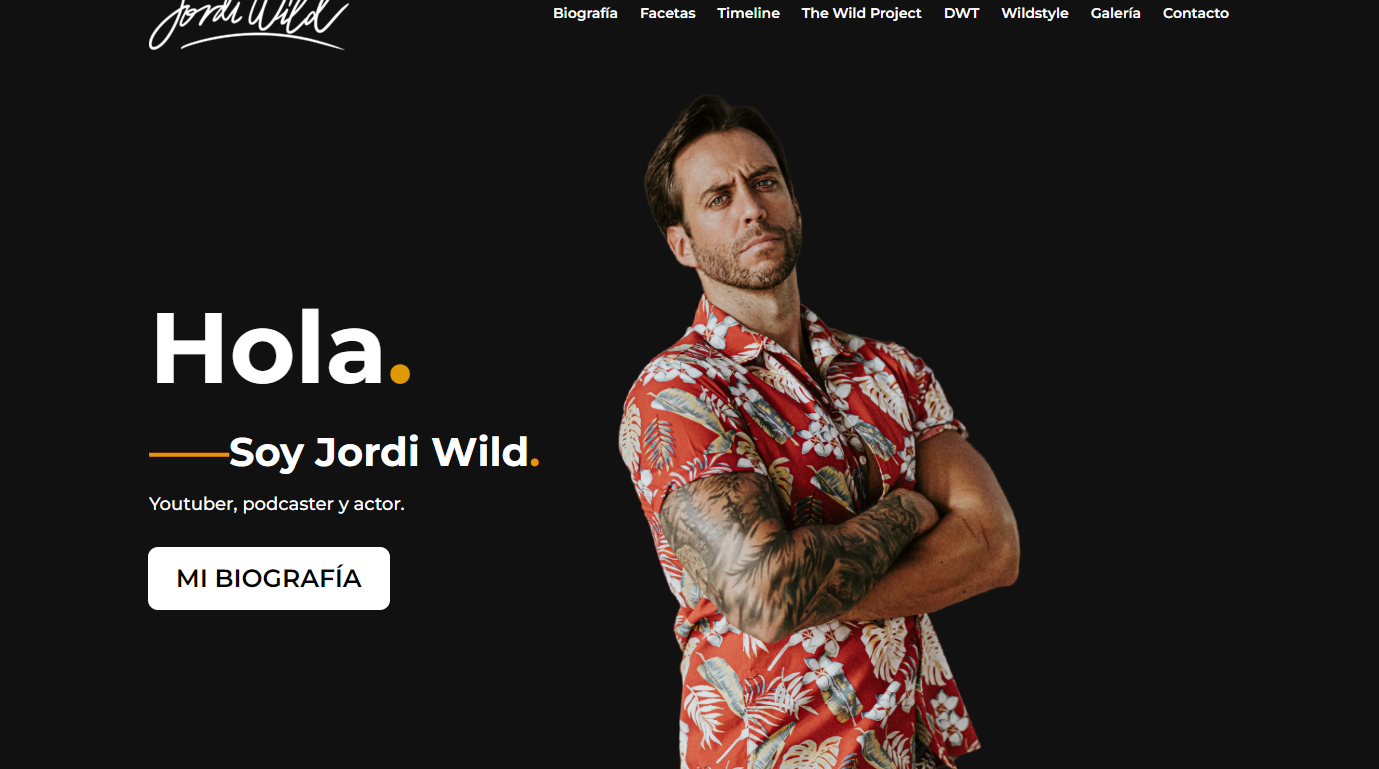 Jordi Wild
Biografía Facetas Timeline The Wild Project DWT Wildstyle Galería Contacto
Hola.
Soy Jordi Wild.
Youtuber, podcaster y actor.
MI BIOGRAFÍA